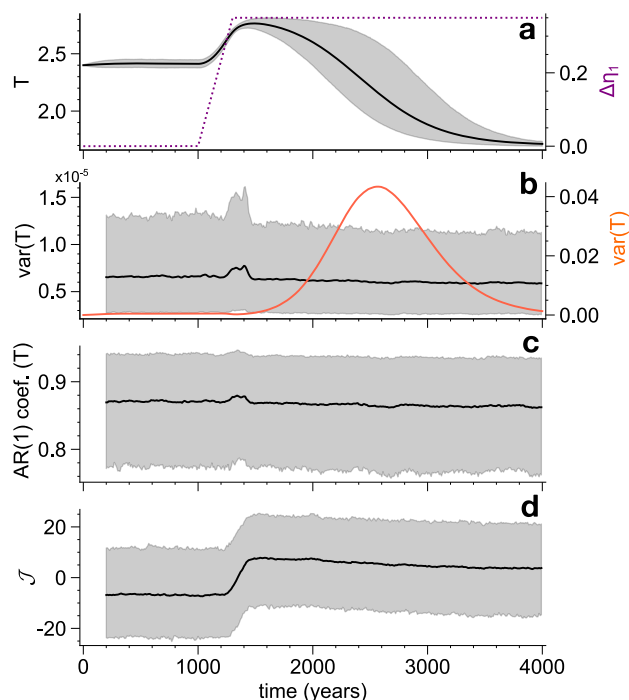 a
2.5
2.0
T
0.2
0.0
Δη₁
b
×10⁻⁵
1.5
1.0
0.5
var(T)
0.04
0.02
0.00
var(T)
c
0.9
0.8
AR(1) coef. (T)
d
20
0
-20
𝒥
0 1000 2000 3000 4000
time (years)